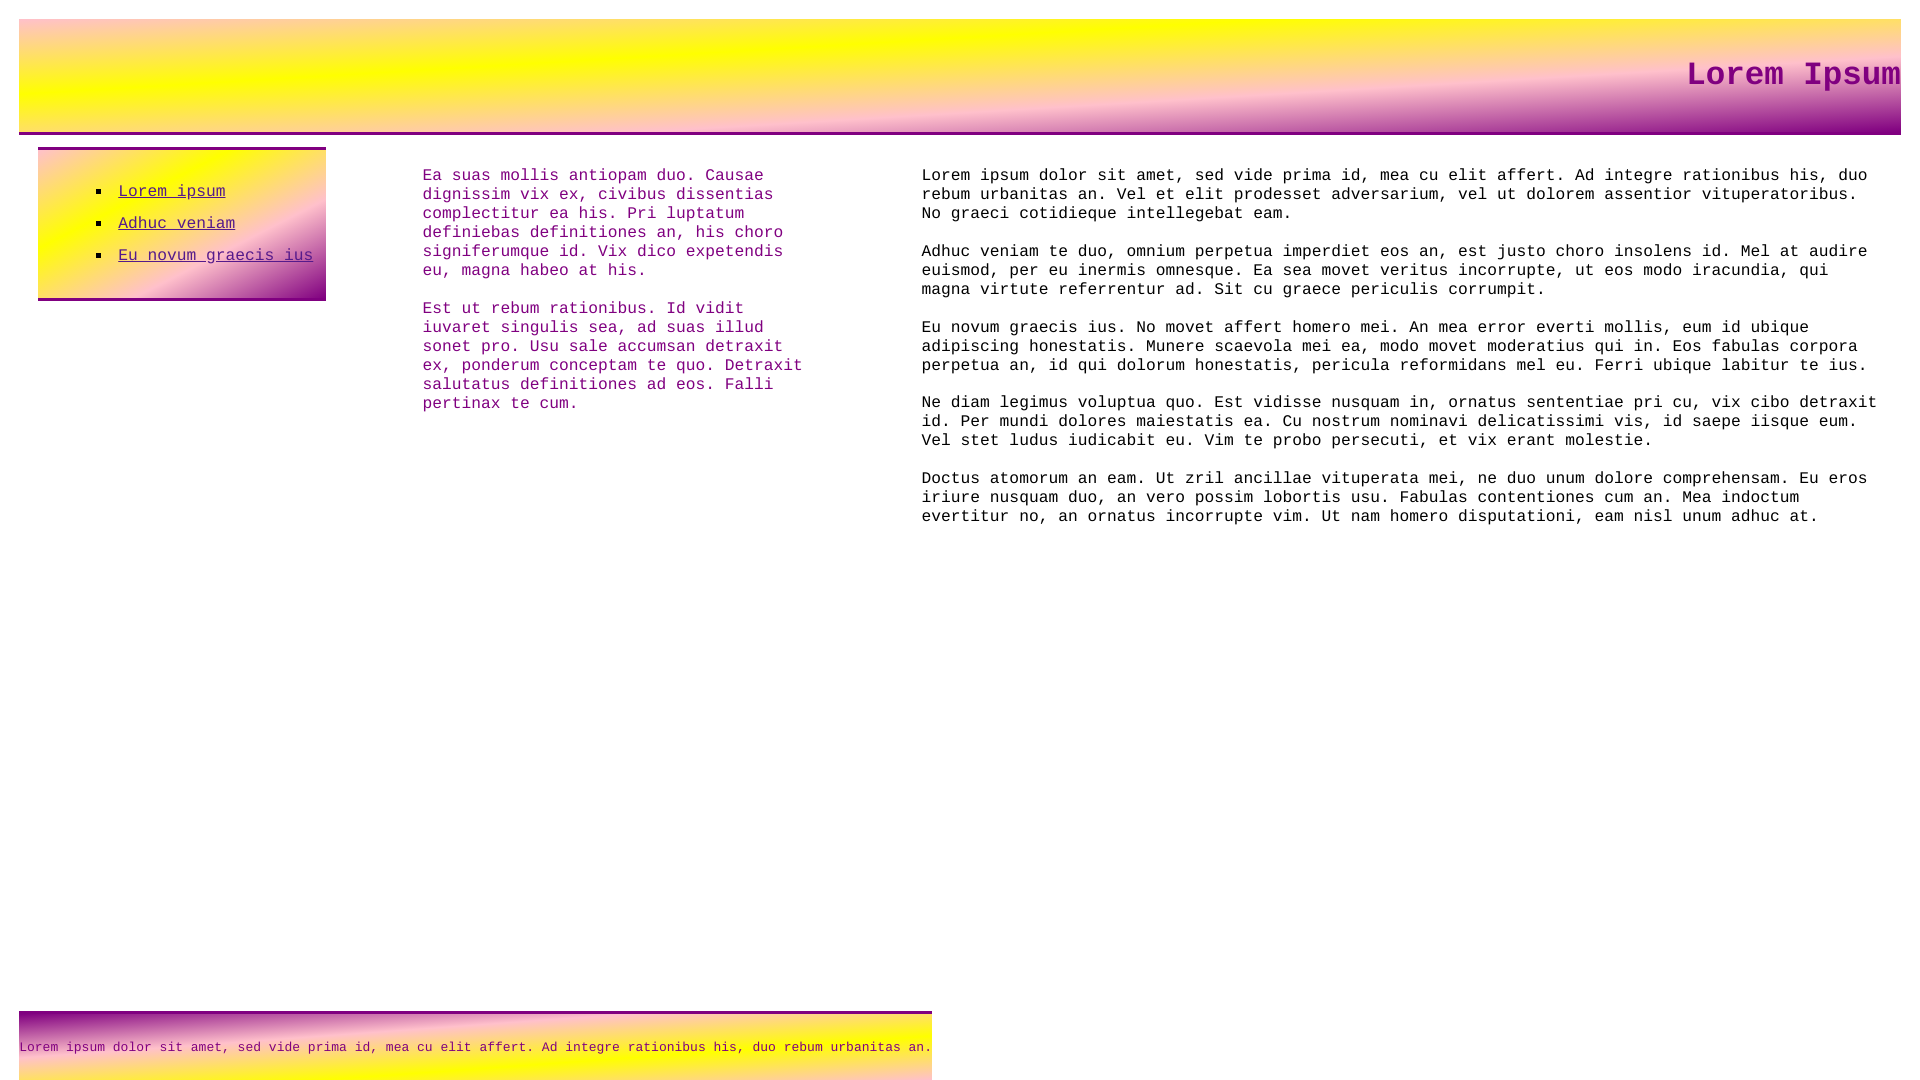 Lorem Ipsum
Lorem ipsum
Adhuc veniam
Eu novum graecis ius
Ea suas mollis antiopam duo. Causae
dignissim vix ex, civibus dissentias
complectitur ea his. Pri luptatum
definiebas definitiones an, his choro
signiferumque id. Vix dico expetendis
eu, magna habeo at his.
Est ut rebum rationibus. Id vidit
iuvaret singulis sea, ad suas illud
sonet pro. Usu sale accumsan detraxit
ex, ponderum conceptam te quo. Detraxit
salutatus definitiones ad eos. Falli
pertinax te cum.
Lorem ipsum dolor sit amet, sed vide prima id, mea cu elit affert. Ad integre rationibus his, duo
rebum urbanitas an. Vel et elit prodesset adversarium, vel ut dolorem assentior vituperatoribus.
No graeci cotidieque intellegebat eam.
Adhuc veniam te duo, omnium perpetua imperdiet eos an, est justo choro insolens id. Mel at audire
euismod, per eu inermis omnesque. Ea sea movet veritus incorrupte, ut eos modo iracundia, qui
magna virtute referrentur ad. Sit cu graece periculis corrumpit.
Eu novum graecis ius. No movet affert homero mei. An mea error everti mollis, eum id ubique
adipiscing honestatis. Munere scaevola mei ea, modo movet moderatius qui in. Eos fabulas corpora
perpetua an, id qui dolorum honestatis, pericula reformidans mel eu. Ferri ubique labitur te ius.
Ne diam legimus voluptua quo. Est vidisse nusquam in, ornatus sententiae pri cu, vix cibo detraxit
id. Per mundi dolores maiestatis ea. Cu nostrum nominavi delicatissimi vis, id saepe iisque eum.
Vel stet ludus iudicabit eu. Vim te probo persecuti, et vix erant molestie.
Doctus atomorum an eam. Ut zril ancillae vituperata mei, ne duo unum dolore comprehensam. Eu eros
iriure nusquam duo, an vero possim lobortis usu. Fabulas contentiones cum an. Mea indoctum
evertitur no, an ornatus incorrupte vim. Ut nam homero disputationi, eam nisl unum adhuc at.
Lorem ipsum dolor sit amet, sed vide prima id, mea cu elit affert. Ad integre rationibus his, duo rebum urbanitas an.